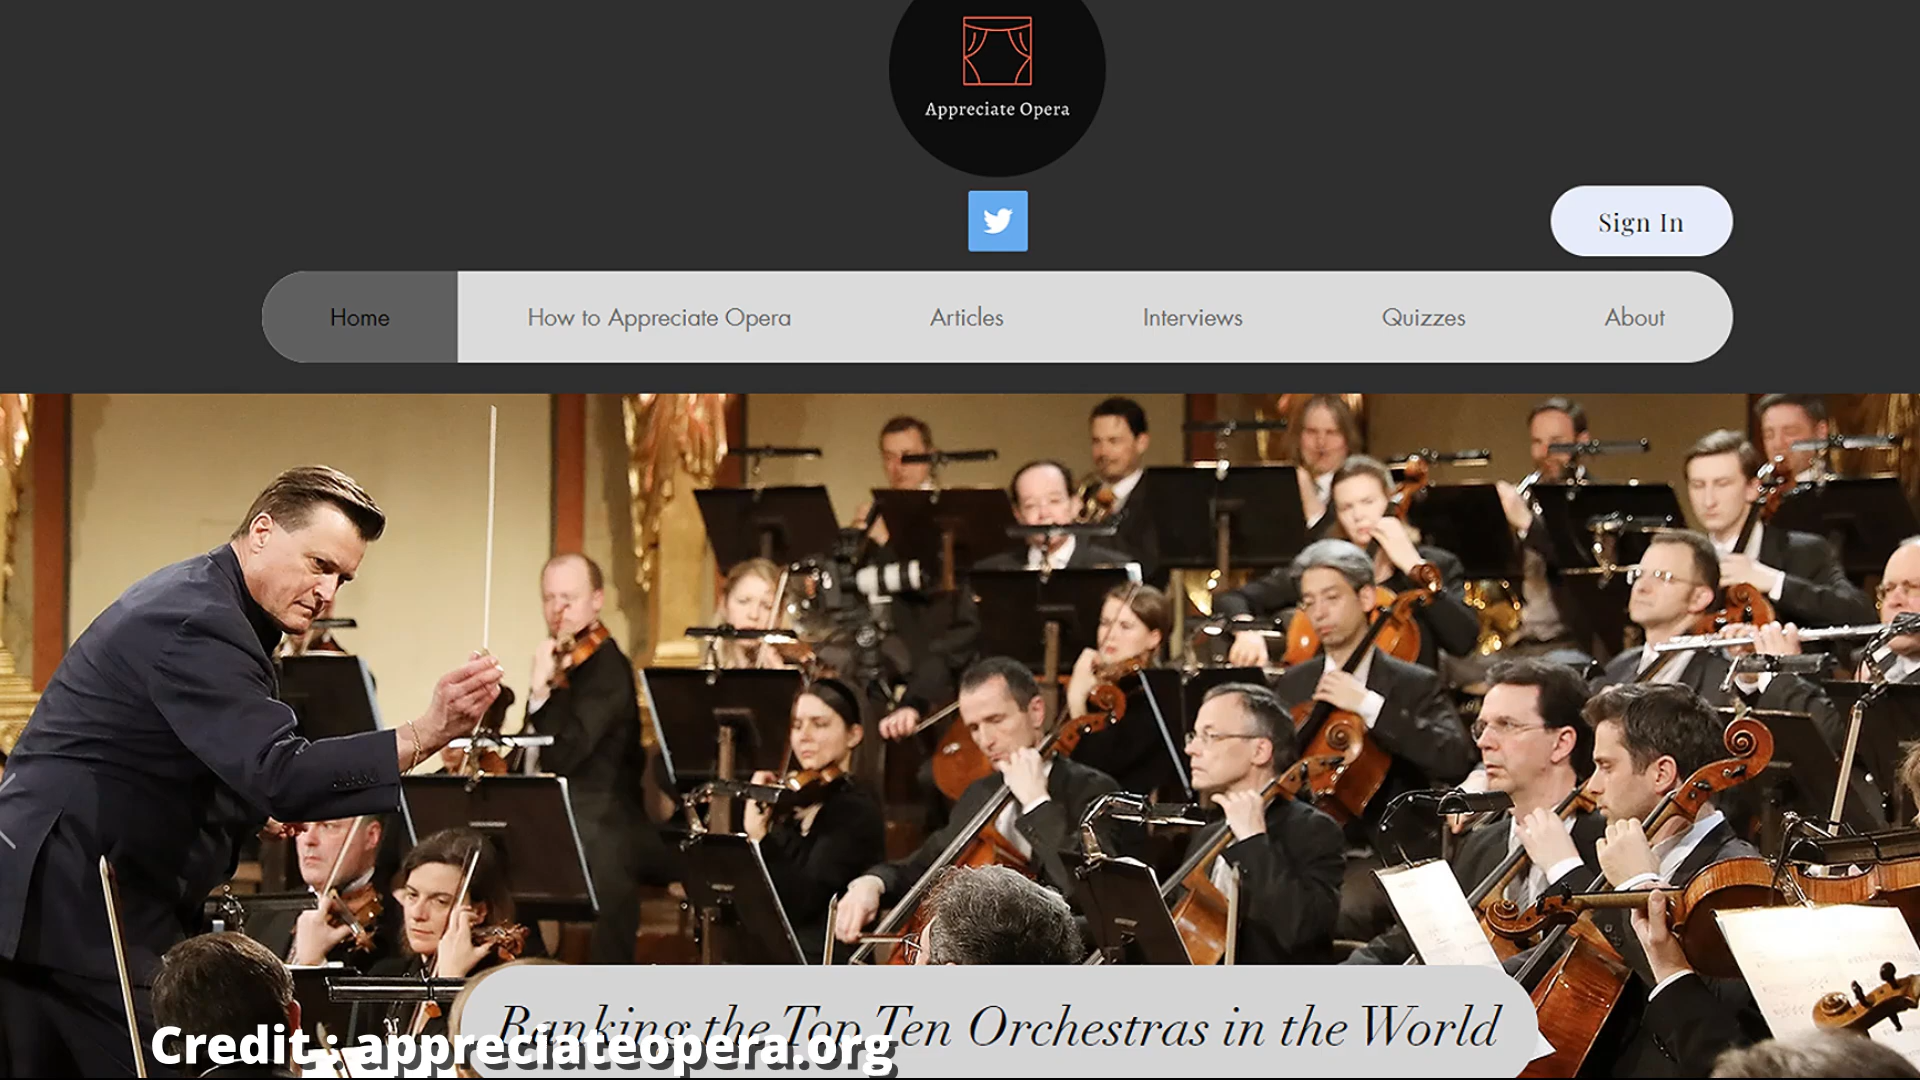 Appreciate Opera
Sign In
Home
How to Appreciate Opera
Articles
Interviews
Quizzes
About
Ranking the Top Ten Orchestras in the World
Credit : appreciateopera.org